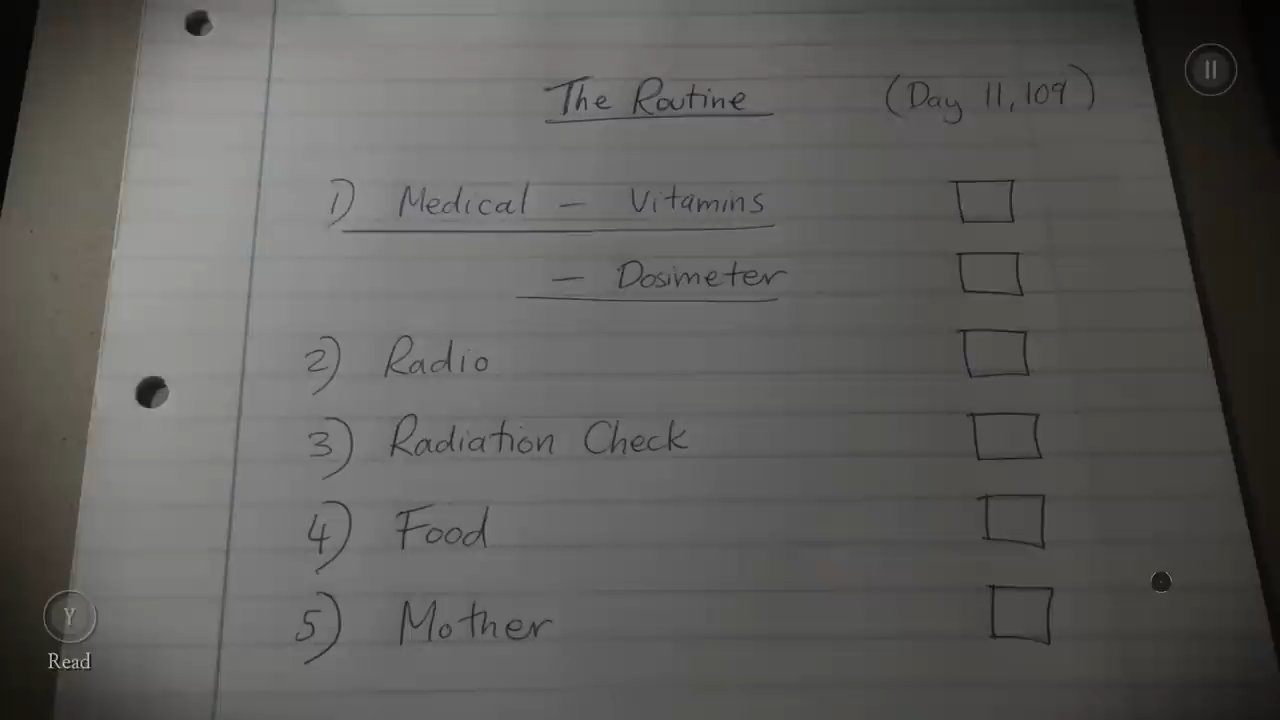 The Routine (Day 11,109)
1) Medical - Vitamins
- Dosimeter
2) Radio
3) Radiation Check
4) Food
5) Mother
Y
Read